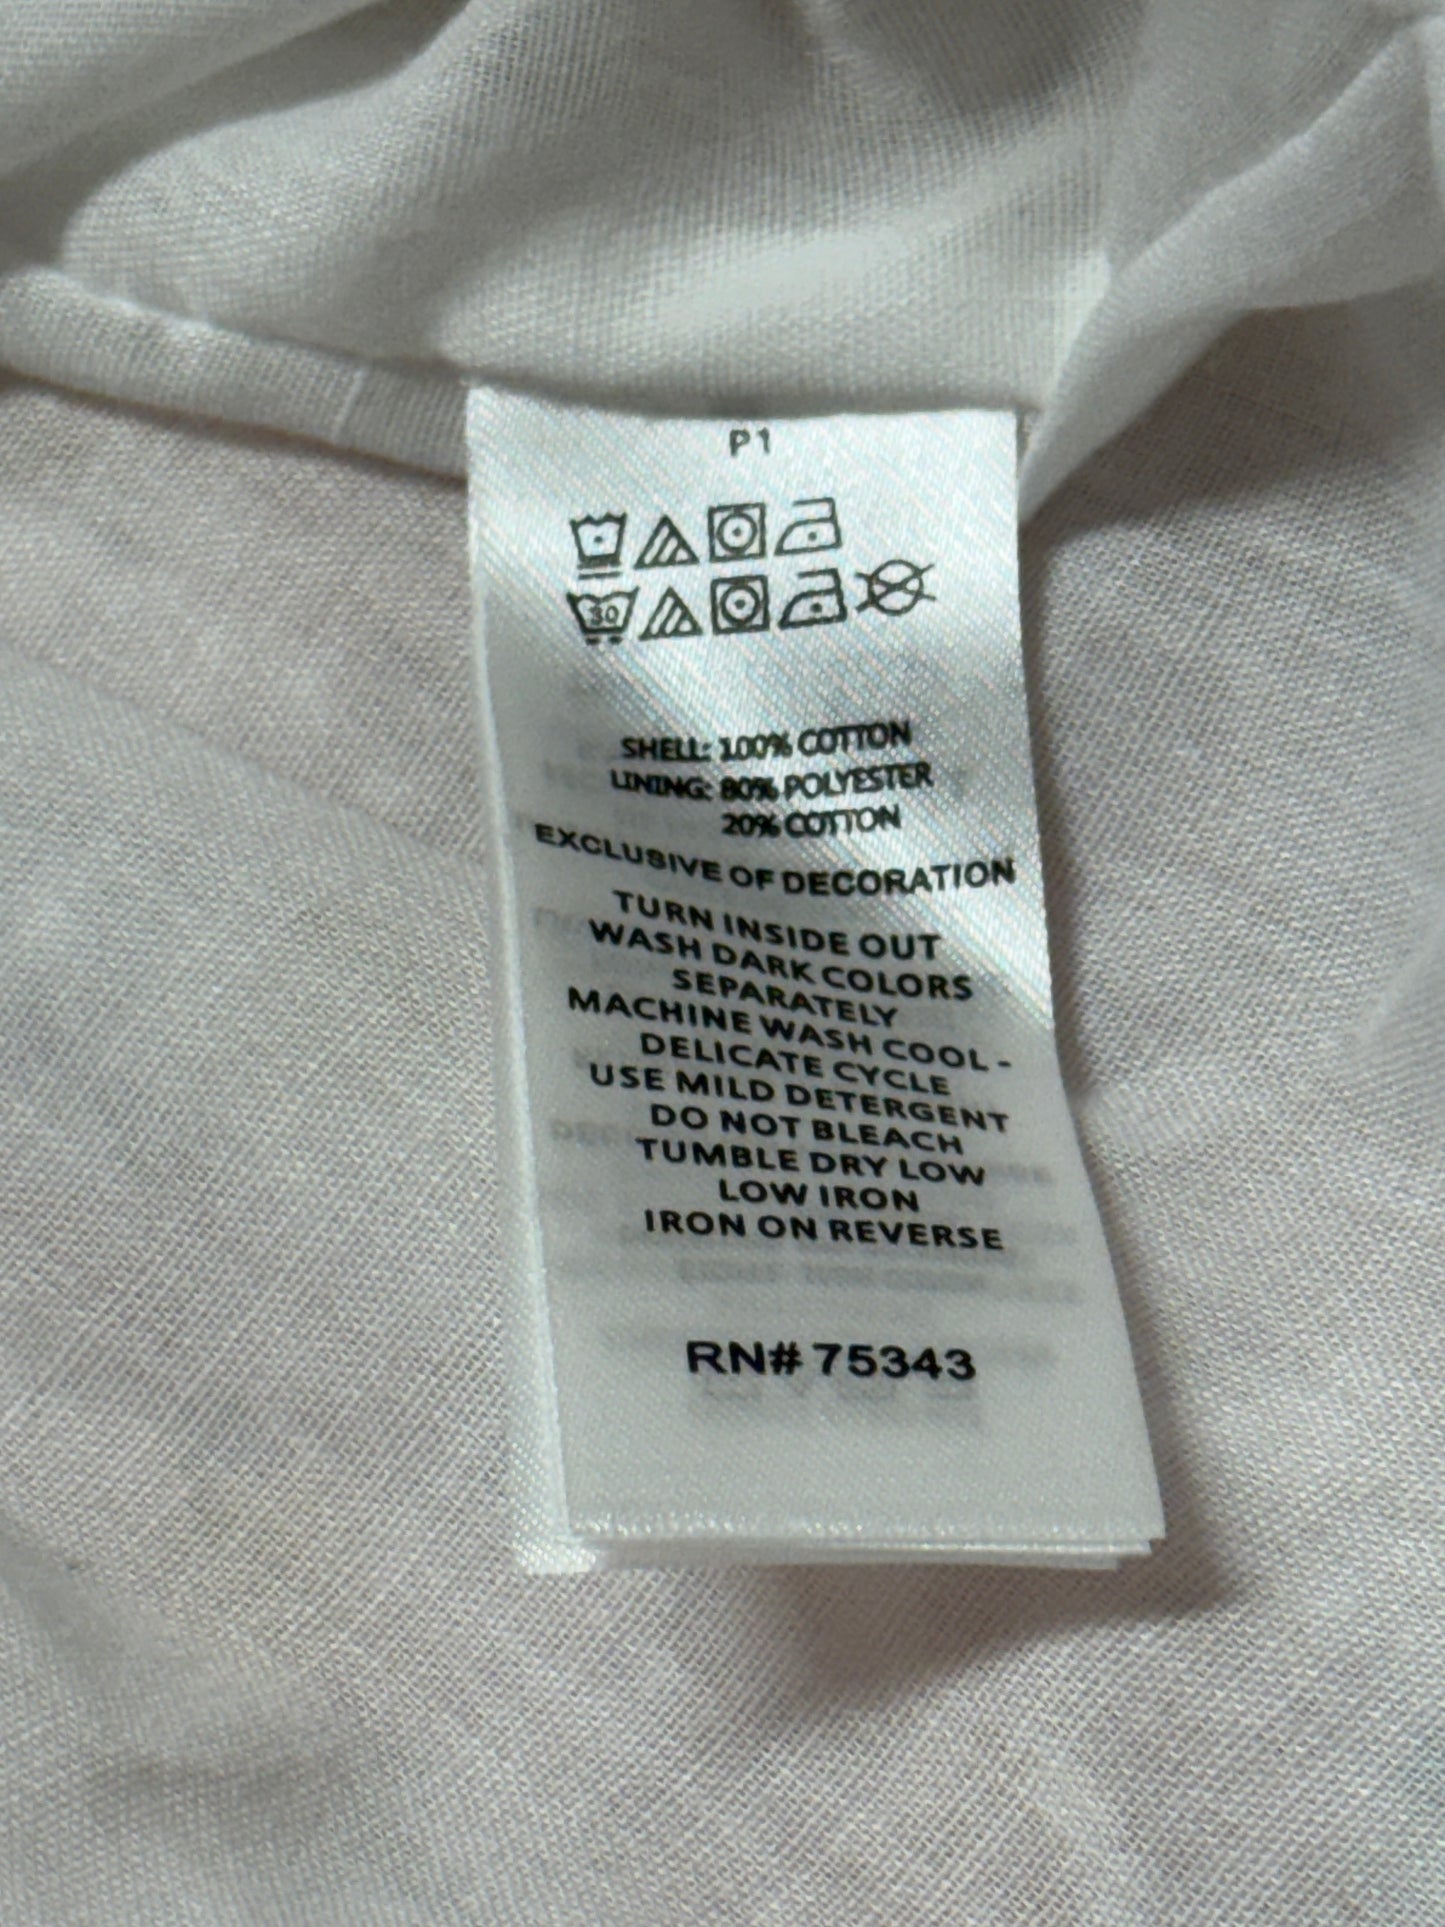 P1
30
SHELL: 100% COTTON
LINING: 80% POLYESTER
20% COTTON
EXCLUSIVE OF DECORATION
TURN INSIDE OUT
WASH DARK COLORS
SEPARATELY
MACHINE WASH COOL -
DELICATE CYCLE
USE MILD DETERGENT
DO NOT BLEACH
TUMBLE DRY LOW
LOW IRON
IRON ON REVERSE
RN# 75343